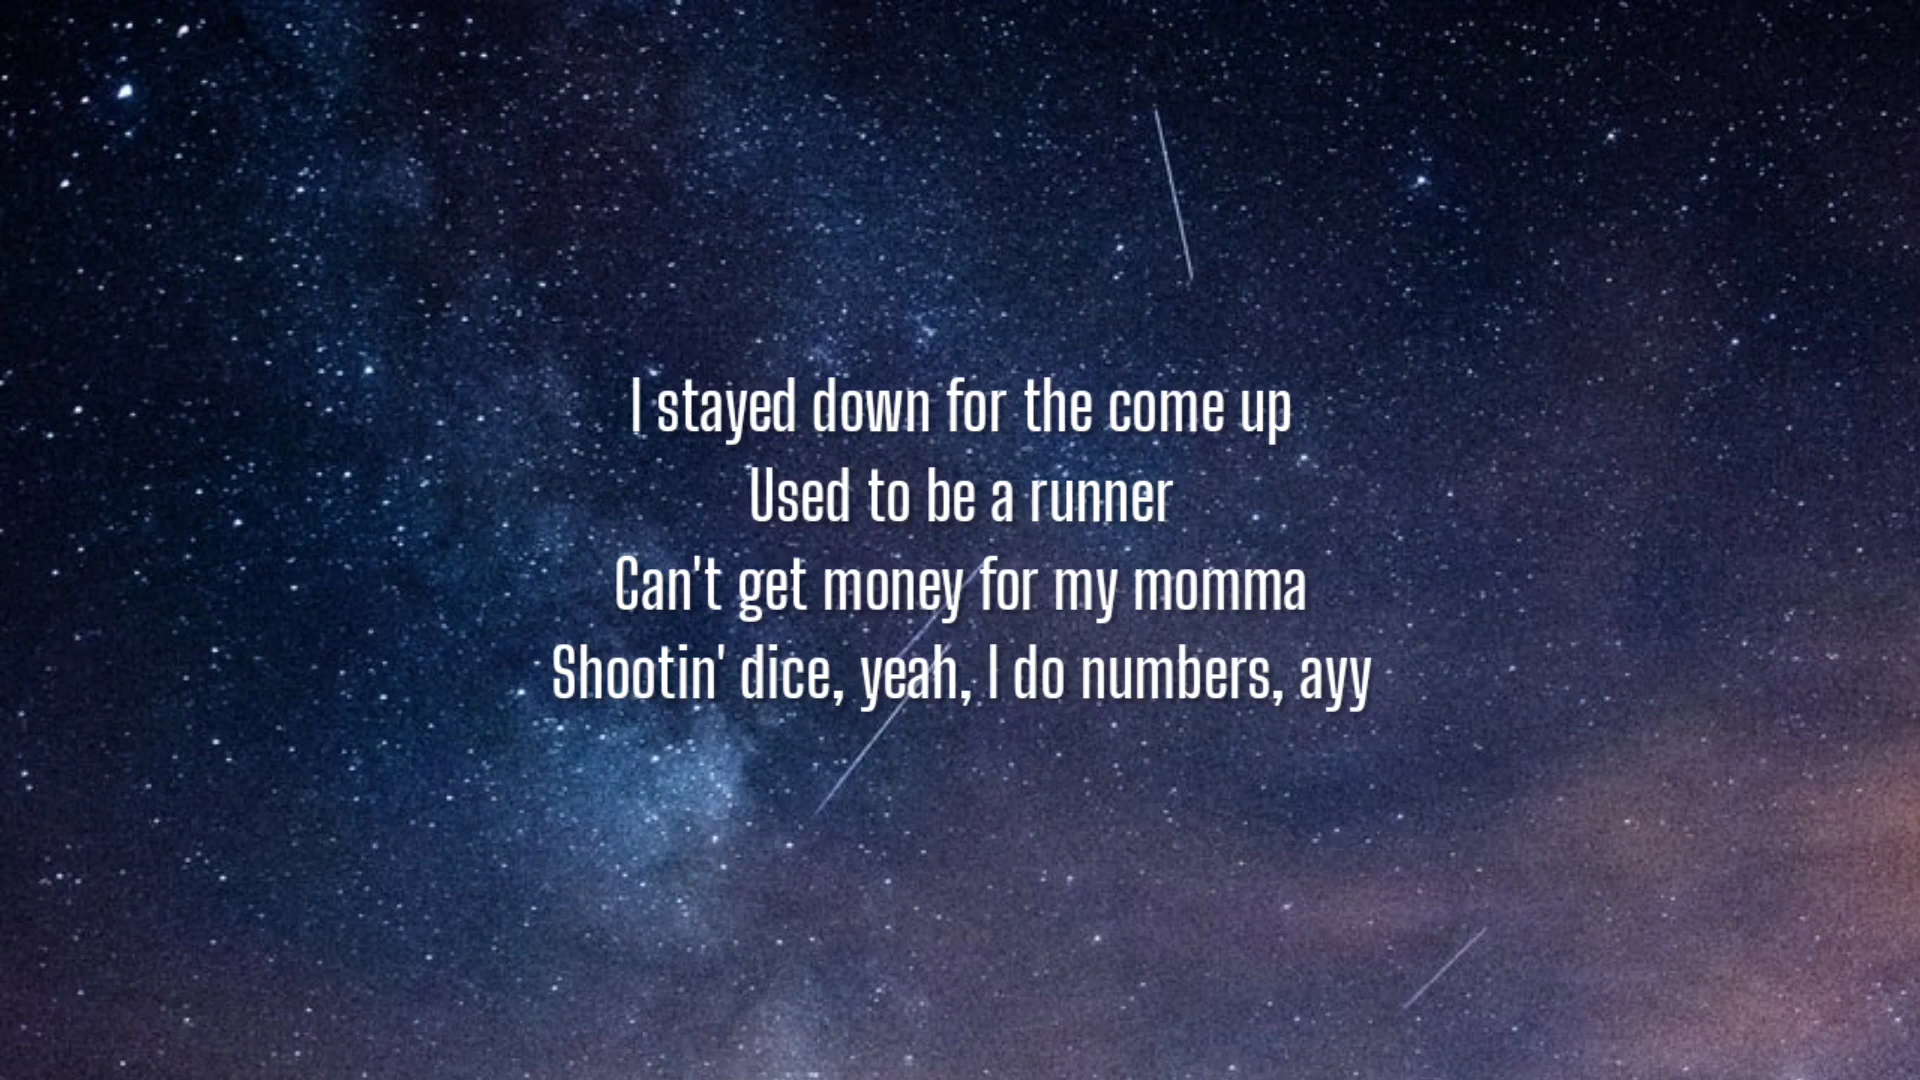 I stayed down for the come up
Used to be a runner
Can't get money for my momma
Shootin' dice, yeah, I do numbers, ayy